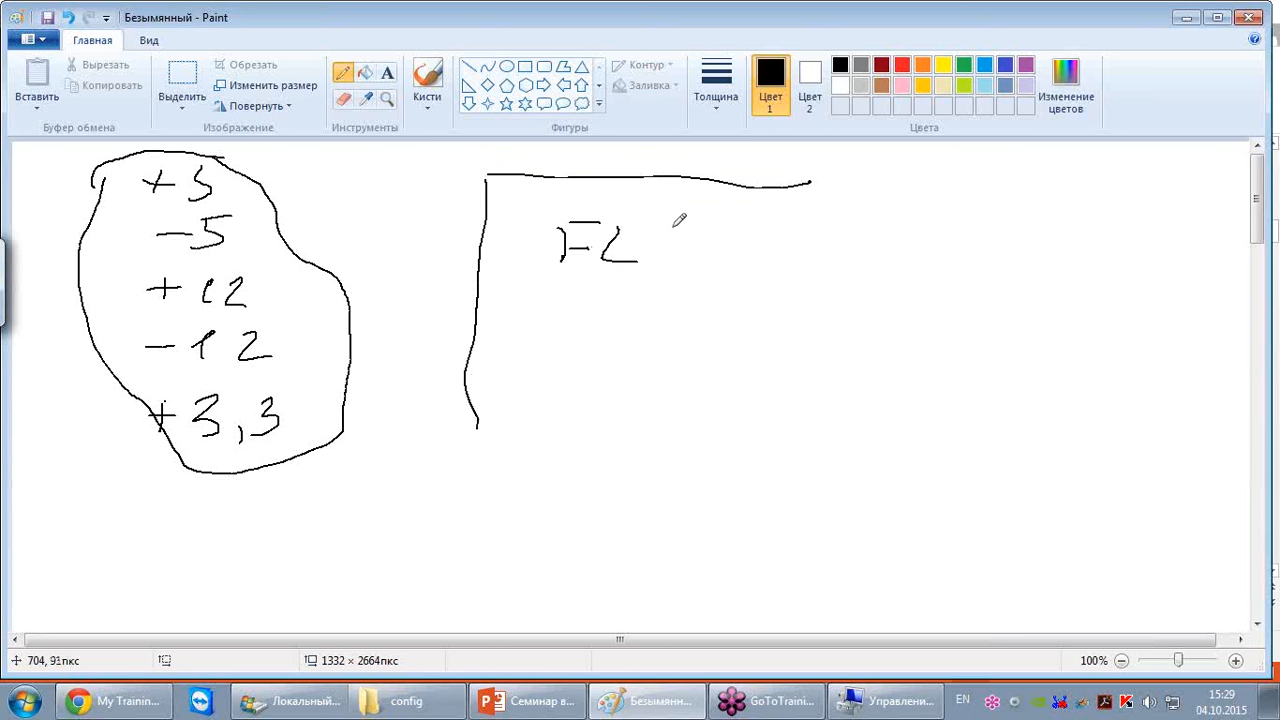 Безымянный - Paint
Главная
Вид
Вставить
Вырезать
Копировать
Буфер обмена
Выделить
Обрезать
Изменить размер
Повернуть
Изображение
A
Инструменты
Кисти
Фигуры
Контур
Заливка
Толщина
Цвет 1
Цвет 2
Изменение цветов
Цвета
+3
-5
+12
-12
+3,3
FL
704, 91пкс
1332 × 2664пкс
100%
My Trainin...
Локальный...
config
Семинар в...
Безымянн...
GoToTraini...
Управлени...
EN
15:29
04.10.2015